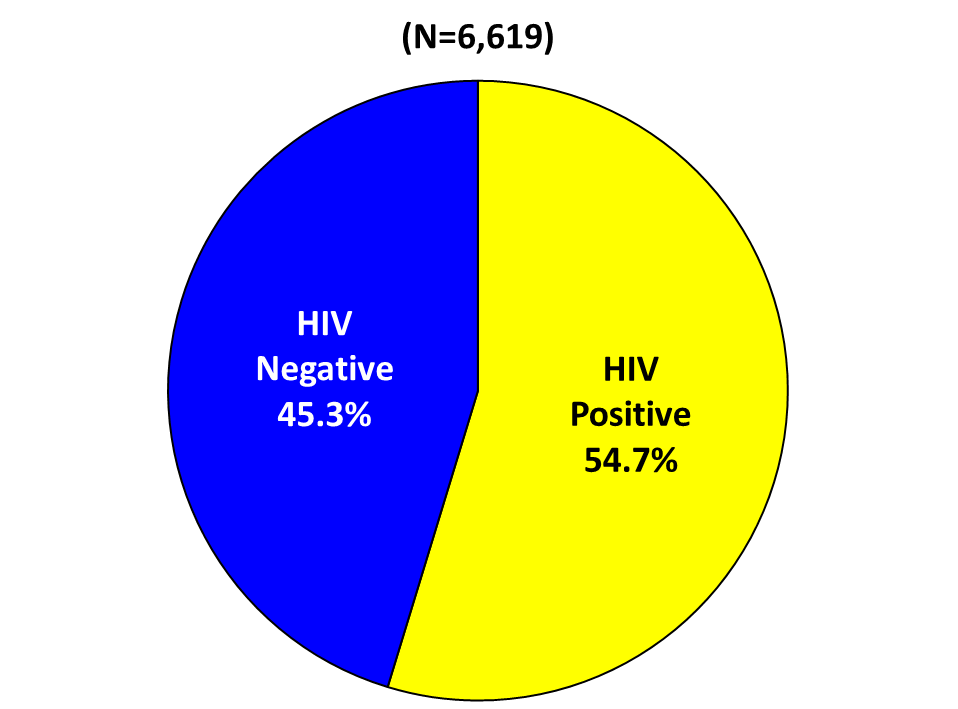 (N=6,619)
HIV
Negative
45.3%
HIV
Positive
54.7%